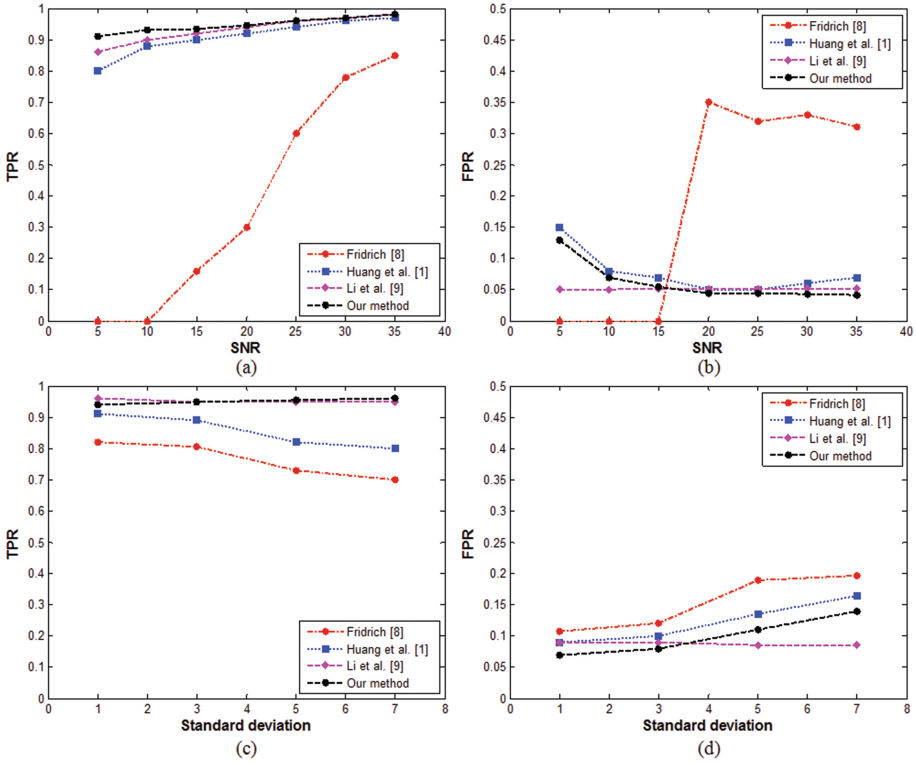 1
0.9
0.8
0.7
0.6
0.5
0.4
0.3
0.2
0.1
0
TPR
0 5 10 15 20 25 30 35 40
SNR
Fridrich [8]
Huang et al. [1]
Li et al. [9]
Our method
(a)
0.5
0.45
0.4
0.35
0.3
0.25
0.2
0.15
0.1
0.05
0
FPR
0 5 10 15 20 25 30 35 40
SNR
Fridrich [8]
Huang et al. [1]
Li et al. [9]
Our method
(b)
1
0.9
0.8
0.7
0.6
0.5
0.4
0.3
0.2
0.1
0
TPR
0 1 2 3 4 5 6 7 8
Standard deviation
Fridrich [8]
Huang et al. [1]
Li et al. [9]
Our method
(c)
0.5
0.45
0.4
0.35
0.3
0.25
0.2
0.15
0.1
0.05
0
FPR
0 1 2 3 4 5 6 7 8
Standard deviation
Fridrich [8]
Huang et al. [1]
Li et al. [9]
Our method
(d)